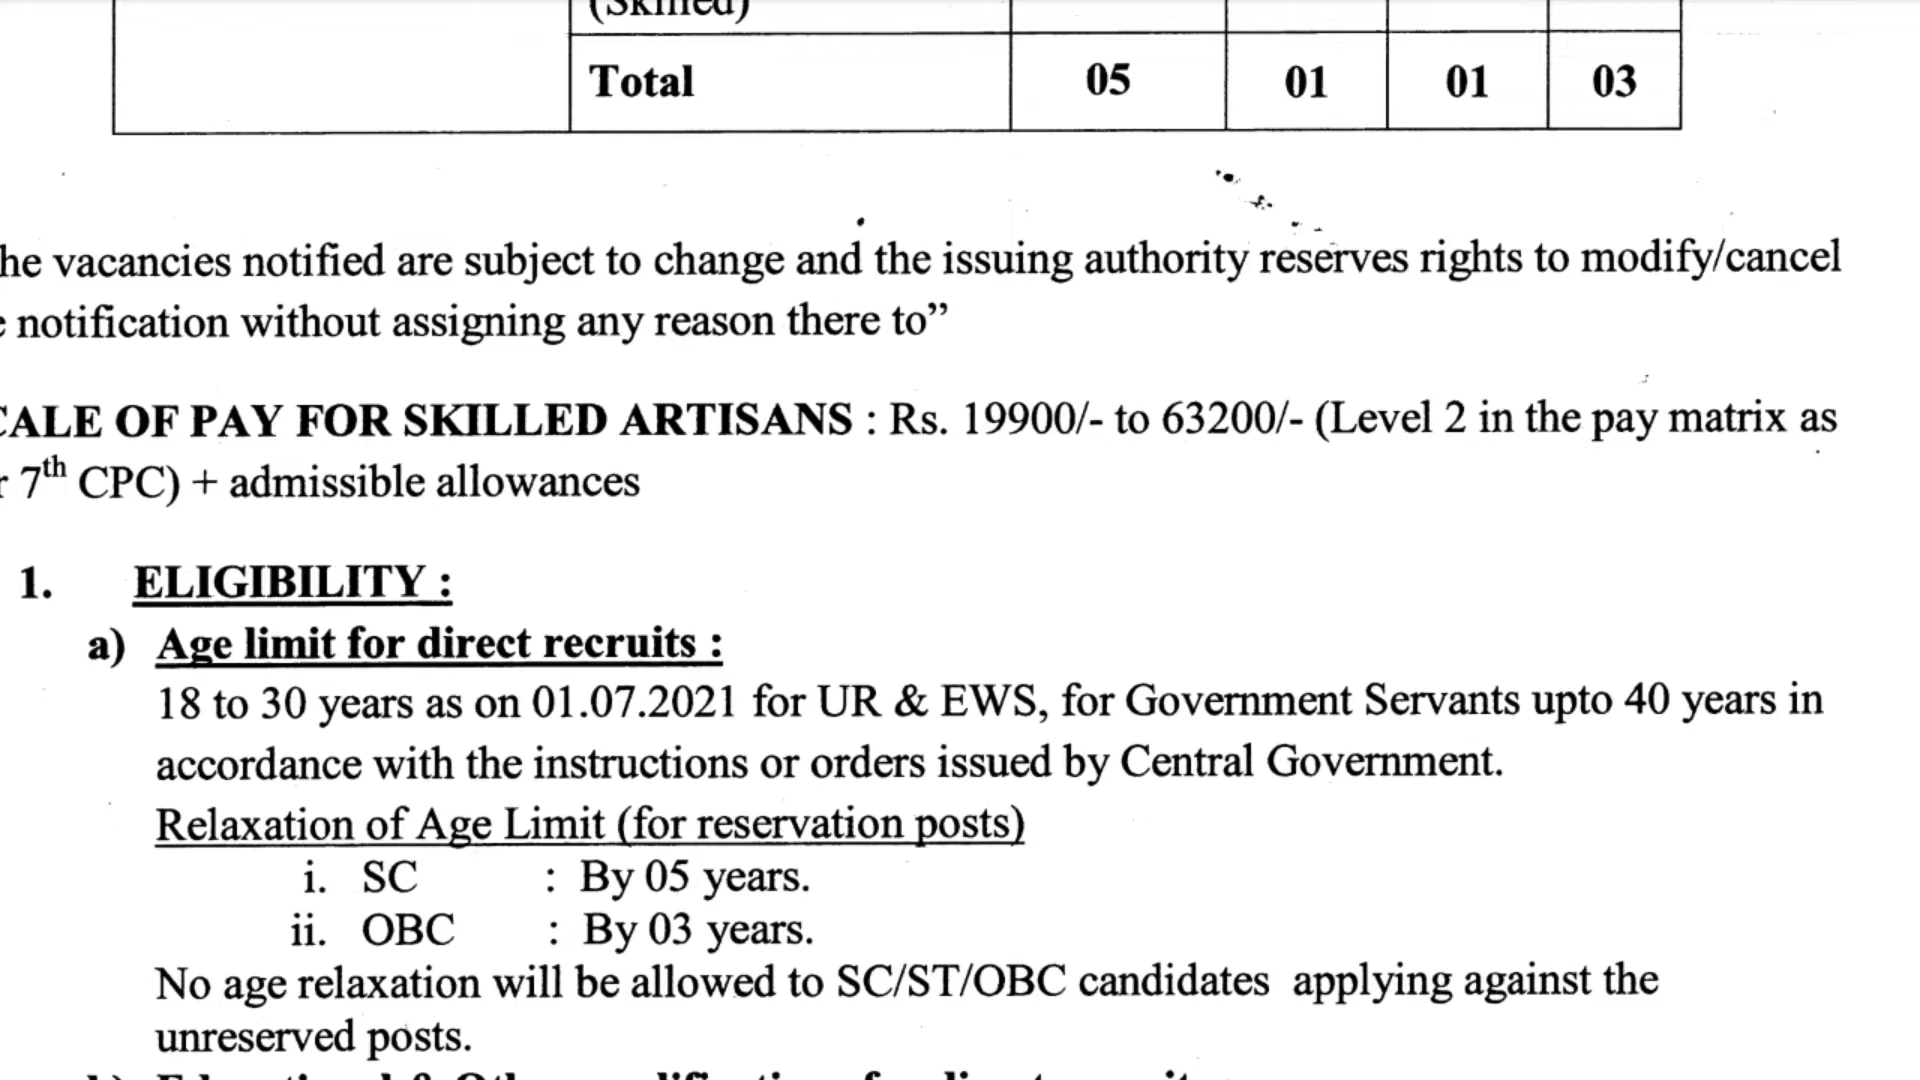 (Skilled)
Total 05 01 01 03
he vacancies notified are subject to change and the issuing authority reserves rights to modify/cancel
notification without assigning any reason there to”
CALE OF PAY FOR SKILLED ARTISANS : Rs. 19900/- to 63200/- (Level 2 in the pay matrix as
r 7th CPC) + admissible allowances
1. ELIGIBILITY :
a) Age limit for direct recruits :
18 to 30 years as on 01.07.2021 for UR & EWS, for Government Servants upto 40 years in
accordance with the instructions or orders issued by Central Government.
Relaxation of Age Limit (for reservation posts)
i. SC : By 05 years.
ii. OBC : By 03 years.
No age relaxation will be allowed to SC/ST/OBC candidates applying against the
unreserved posts.